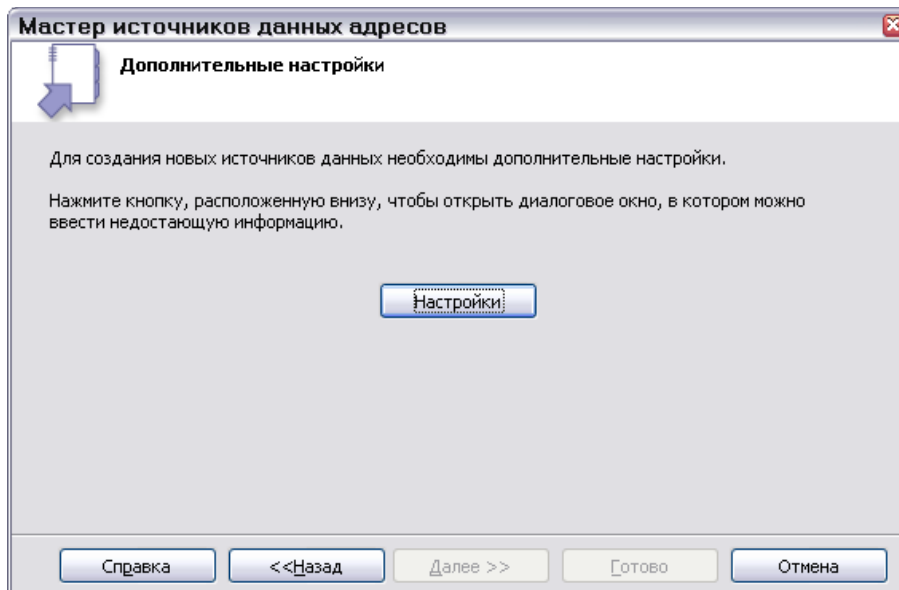 Мастер источников данных адресов
Дополнительные настройки
Для создания новых источников данных необходимы дополнительные настройки.
Нажмите кнопку, расположенную внизу, чтобы открыть диалоговое окно, в котором можно
ввести недостающую информацию.
Настройки
Справка
<<Назад
Далее >>
Готово
Отмена